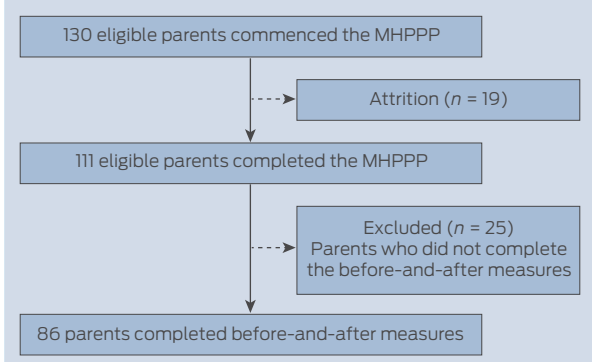 130 eligible parents commenced the MHPPP
Attrition (n = 19)
111 eligible parents completed the MHPPP
Excluded (n = 25)
Parents who did not complete
the before-and-after measures
86 parents completed before-and-after measures